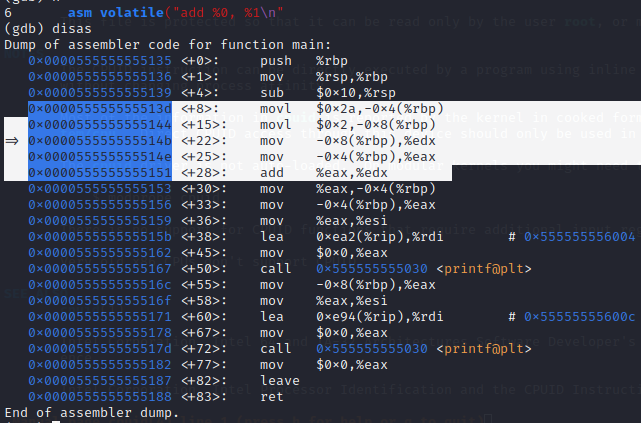 6       asm volatile("add %0, %1\n"
(gdb) disas
Dump of assembler code for function main:
   0x0000555555555135 <+0>:     push   %rbp
   0x0000555555555136 <+1>:     mov    %rsp,%rbp
   0x0000555555555139 <+4>:     sub    $0x10,%rsp
   0x000055555555513d <+8>:     movl   $0x2a,-0x4(%rbp)
   0x0000555555555144 <+15>:    movl   $0x2,-0x8(%rbp)
=> 0x000055555555514b <+22>:    mov    -0x8(%rbp),%edx
   0x000055555555514e <+25>:    mov    -0x4(%rbp),%eax
   0x0000555555555151 <+28>:    add    %eax,%edx
   0x0000555555555153 <+30>:    mov    %eax,-0x4(%rbp)
   0x0000555555555156 <+33>:    mov    -0x4(%rbp),%eax
   0x0000555555555159 <+36>:    mov    %eax,%esi
   0x000055555555515b <+38>:    lea    0xea2(%rip),%rdi        # 0x555555556004
   0x0000555555555162 <+45>:    mov    $0x0,%eax
   0x0000555555555167 <+50>:    call   0x555555555030 <printf@plt>
   0x000055555555516c <+55>:    mov    -0x8(%rbp),%eax
   0x000055555555516f <+58>:    mov    %eax,%esi
   0x0000555555555171 <+60>:    lea    0xe94(%rip),%rdi        # 0x55555555600c
   0x0000555555555178 <+67>:    mov    $0x0,%eax
   0x000055555555517d <+72>:    call   0x555555555030 <printf@plt>
   0x0000555555555182 <+77>:    mov    $0x0,%eax
   0x0000555555555187 <+82>:    leave
   0x0000555555555188 <+83>:    ret
End of assembler dump.